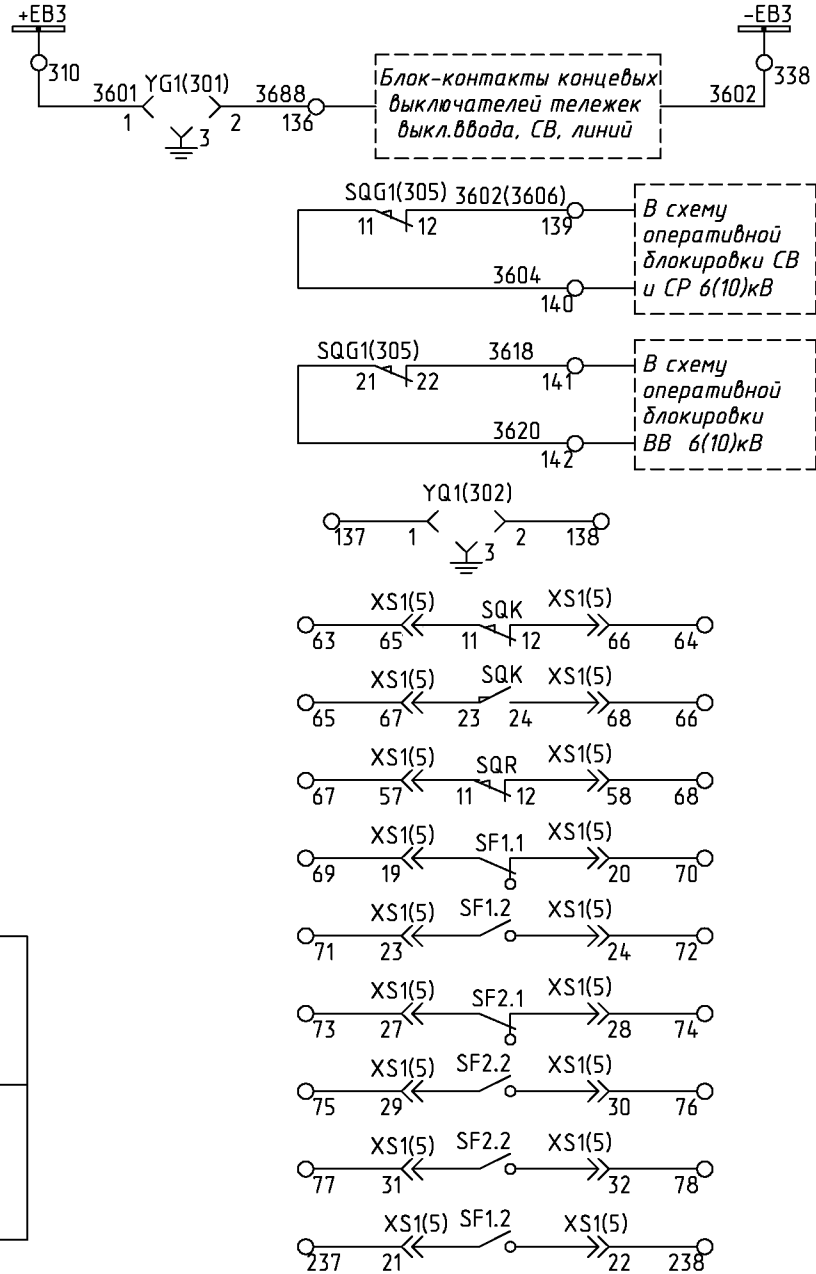 +EB3 -EB3
310 338
3601 YG1(301) 3688 3602
1 2 136
3
Блок-контакты концевых
выключателей тележек
выкл.ввода, СВ, линий
SQG1(305) 3602(3606)
11 12 139
3604
140
В схему
оперативной
блокировки СВ
и СР 6(10)кВ
SQG1(305) 3618
21 22 141
3620
142
В схему
оперативной
блокировки
ВВ 6(10)кВ
YQ1(302)
137 1 2 138
3
XS1(5) SQK XS1(5)
63 65 11 12 66 64
XS1(5) SQK XS1(5)
65 67 23 24 68 66
XS1(5) SQR XS1(5)
67 57 11 12 58 68
XS1(5) SF1.1 XS1(5)
69 19 20 70
XS1(5) SF1.2 XS1(5)
71 23 24 72
XS1(5) SF2.1 XS1(5)
73 27 28 74
XS1(5) SF2.2 XS1(5)
75 29 30 76
XS1(5) SF2.2 XS1(5)
77 31 32 78
XS1(5) SF1.2 XS1(5)
237 21 22 238